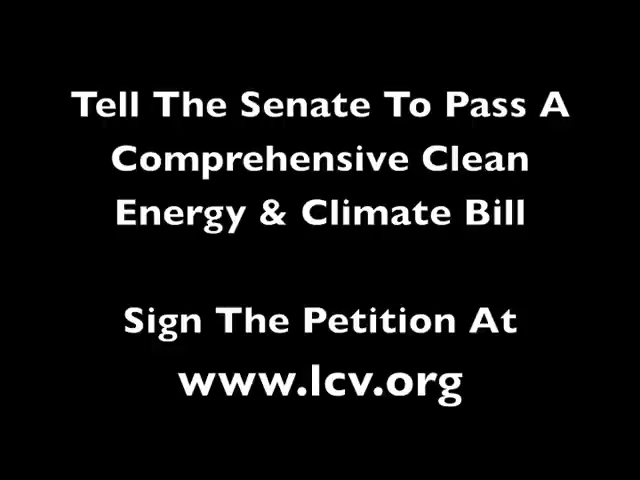 Tell The Senate To Pass A
Comprehensive Clean
Energy & Climate Bill
Sign The Petition At
www.lcv.org